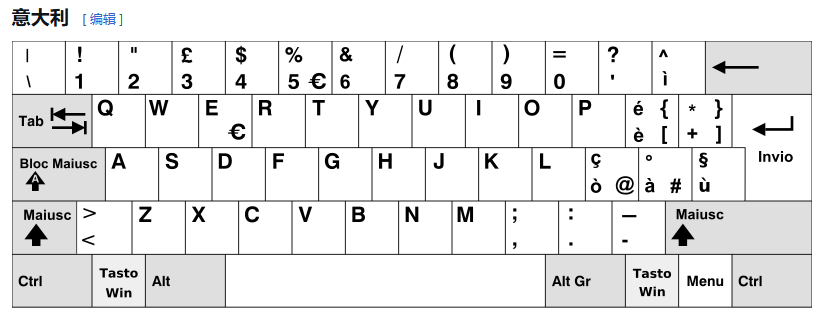 意大利 [ 编辑 ]
| ! " £ $ % & / ( ) = ? ^
\ 1 2 3 4 5 € 6 7 8 9 0 ' ì
Tab Q W E R T Y U I O P é { * }
€ è [ + ]
Invio
Bloc Maiusc A S D F G H J K L ç ° §
A ò @ à # ù
Maiusc > Z X C V B N M ; : — Maiusc
< , . -
Ctrl Tasto Win Alt Alt Gr Tasto Win Menu Ctrl